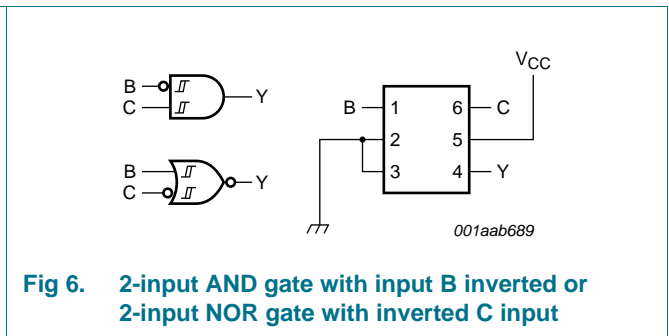 VCC
B
C
Y
B
C
Y
B 1 6 C
2 5
3 4 Y
001aab689
Fig 6. 2-input AND gate with input B inverted or
2-input NOR gate with inverted C input